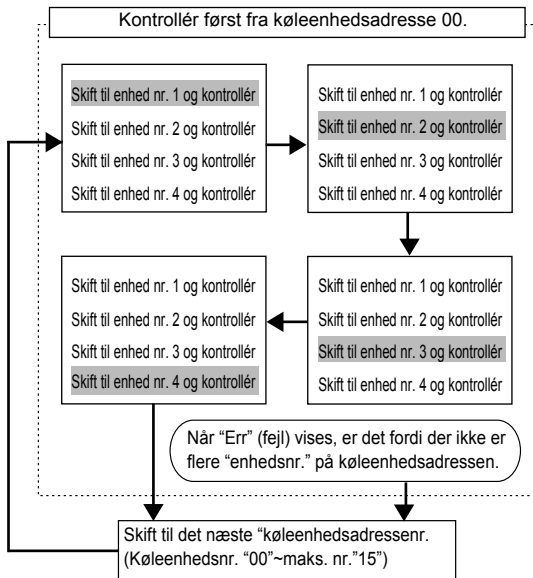 Kontrollér først fra køleenhedsadresse 00.
Skift til enhed nr. 1 og kontrollér
Skift til enhed nr. 2 og kontrollér
Skift til enhed nr. 3 og kontrollér
Skift til enhed nr. 4 og kontrollér
Skift til enhed nr. 1 og kontrollér
Skift til enhed nr. 2 og kontrollér
Skift til enhed nr. 3 og kontrollér
Skift til enhed nr. 4 og kontrollér
Skift til enhed nr. 1 og kontrollér
Skift til enhed nr. 2 og kontrollér
Skift til enhed nr. 3 og kontrollér
Skift til enhed nr. 4 og kontrollér
Skift til enhed nr. 1 og kontrollér
Skift til enhed nr. 2 og kontrollér
Skift til enhed nr. 3 og kontrollér
Skift til enhed nr. 4 og kontrollér
Når “Err” (fejl) vises, er det fordi der ikke er
flere “enhedsnr.” på køleenhedsadressen.
Skift til det næste “køleenhedsadressenr.
(Køleenhedsnr. “00”~maks. nr.”15”)